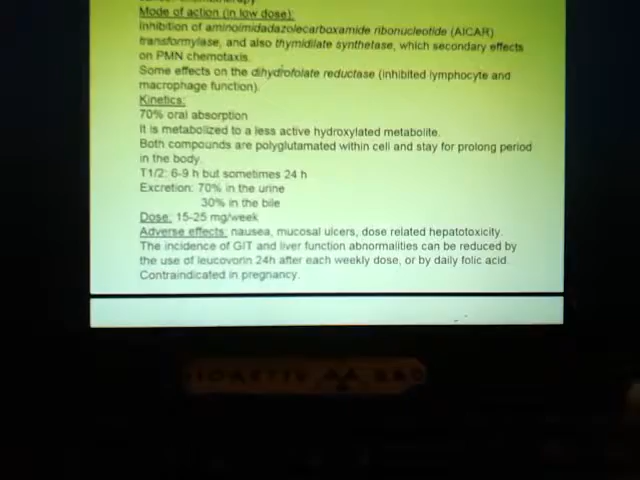 Mode of action (in low dose):
Inhibition of aminoimidadazolecarboxamide ribonucleotide (AICAR)
transformylase, and also thymidilate synthetase, which secondary effects
on PMN chemotaxis.
Some effects on the dihydrofolate reductase (inhibited lymphocyte and
macrophage function).
Kinetics:
70% oral absorption
It is metabolized to a less active hydroxylated metabolite.
Both compounds are polyglutamated within cell and stay for prolong period
in the body.
T1/2: 6-9 h but sometimes 24 h
Excretion: 70% in the urine
30% in the bile
Dose: 15-25 mg/week
Adverse effects: nausea, mucosal ulcers, dose related hepatotoxicity.
The incidence of GIT and liver function abnormalities can be reduced by
the use of leucovorin 24h after each weekly dose, or by daily folic acid.
Contraindicated in pregnancy.